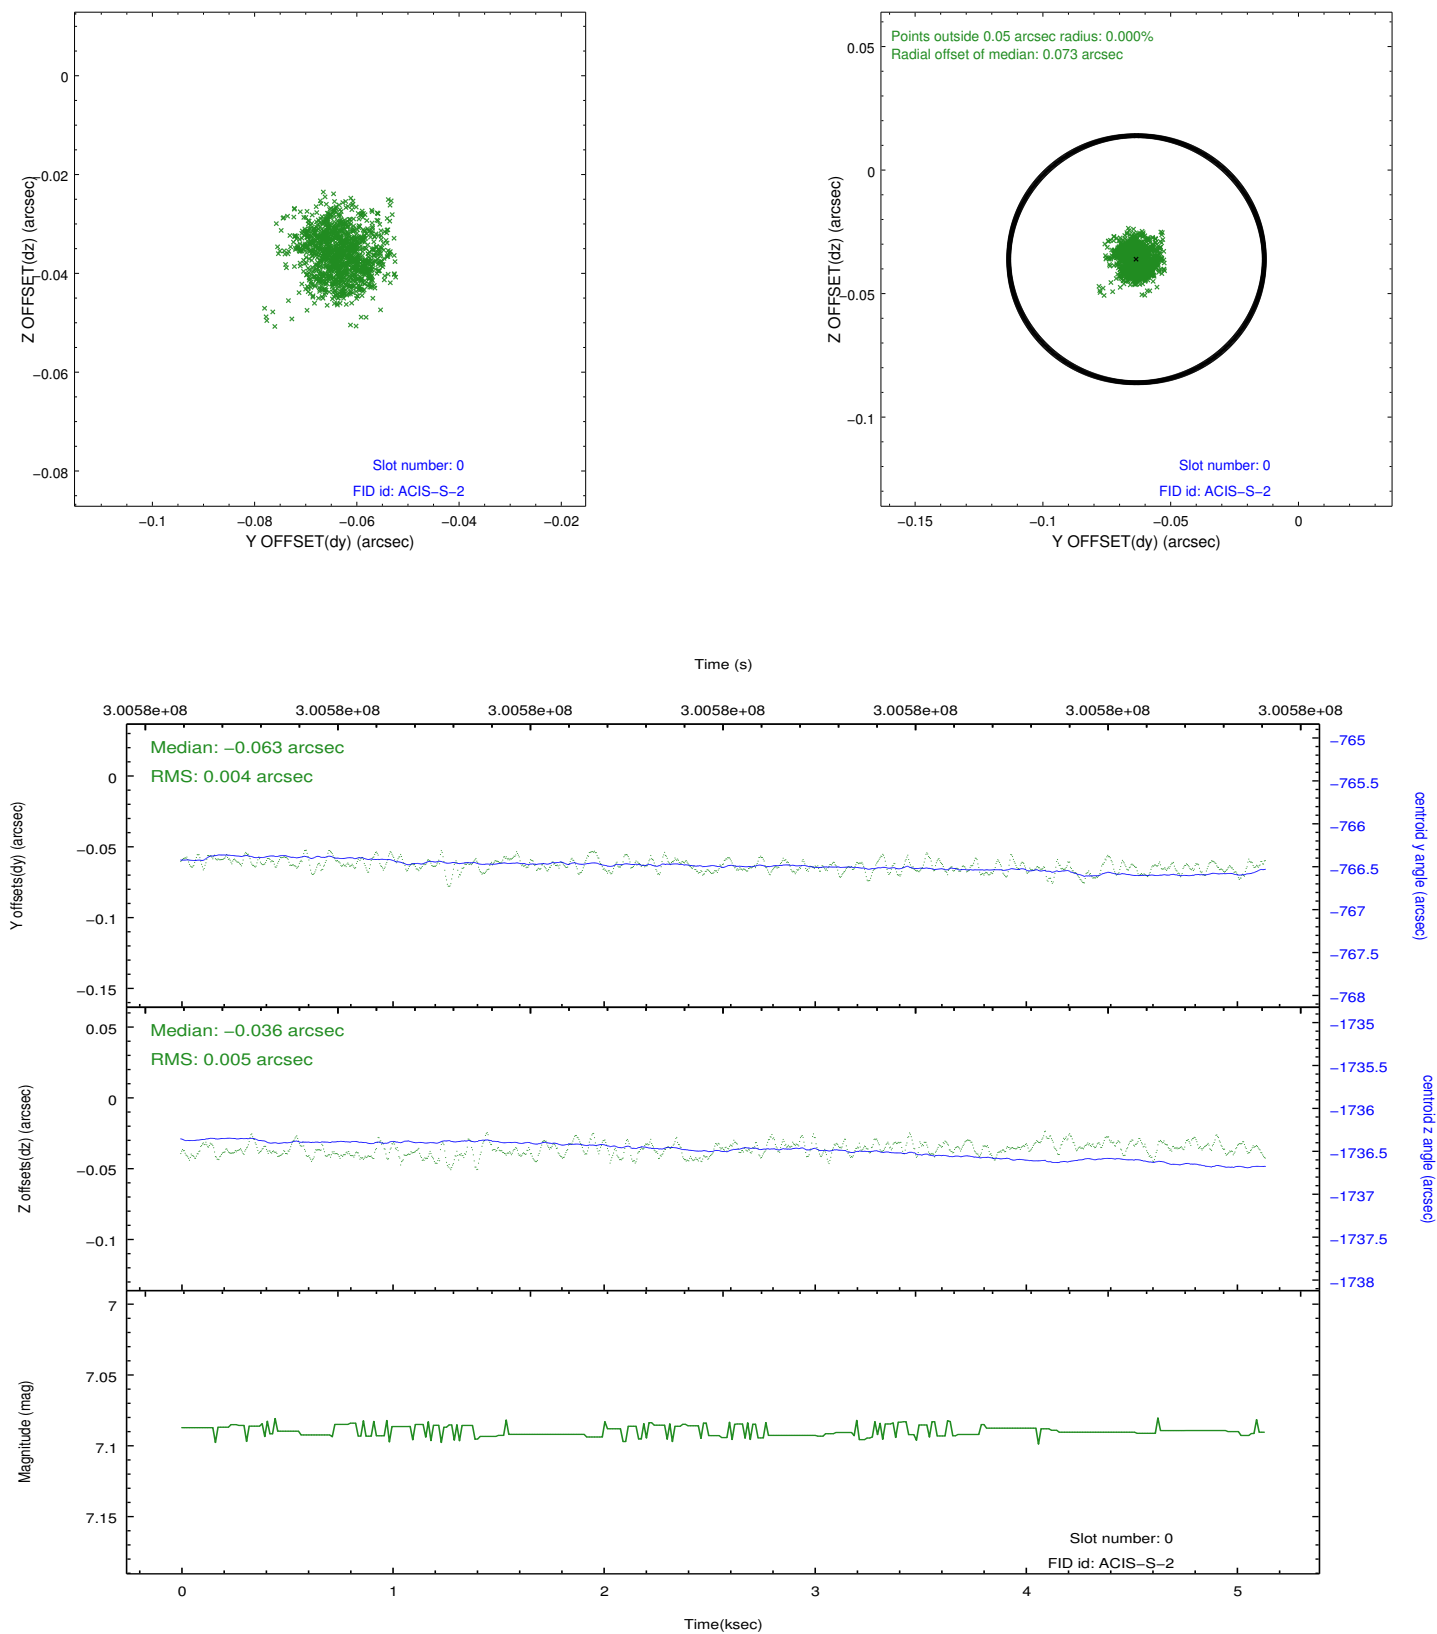 0
−0.02
−0.04
−0.06
−0.08
Z OFFSET(dz) (arcsec)
Slot number: 0
FID id: ACIS−S−2
−0.1
−0.08
−0.06
−0.04
−0.02
Y OFFSET(dy) (arcsec)
Points outside 0.05 arcsec radius: 0.000%
Radial offset of median: 0.073 arcsec
0.05
0
−0.05
−0.1
Z OFFSET(dz) (arcsec)
Slot number: 0
FID id: ACIS−S−2
−0.15
−0.1
−0.05
0
Y OFFSET(dy) (arcsec)
Time (s)
3.0058e+08
3.0058e+08
3.0058e+08
3.0058e+08
3.0058e+08
3.0058e+08
3.0058e+08
Median: −0.063 arcsec
RMS: 0.004 arcsec
0
−0.05
−0.1
−0.15
Y offsets(dy) (arcsec)
−765
−765.5
−766
−766.5
−767
−767.5
−768
centroid y angle (arcsec)
Median: −0.036 arcsec
RMS: 0.005 arcsec
0.05
0
−0.05
−0.1
Z offsets(dz) (arcsec)
−1735
−1735.5
−1736
−1736.5
−1737
−1737.5
−1738
centroid z angle (arcsec)
7
7.05
7.1
7.15
Magnitude (mag)
Slot number: 0
FID id: ACIS−S−2
0
1
2
3
4
5
Time(ksec)